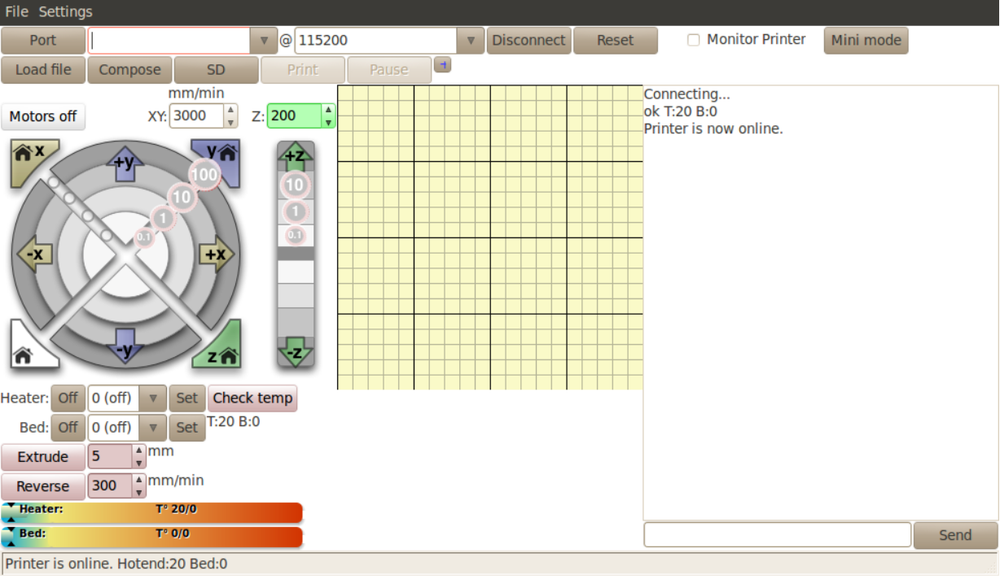 File Settings
Port @ 115200 Disconnect Reset Monitor Printer Mini mode
Load file Compose SD Print Pause
mm/min
Motors off XY: 3000 Z: 200
x y +y 100 10 1 0.1 -x +x -y z
+z 10 1 0.1 -z
Connecting...
ok T:20 B:0
Printer is now online.
Heater: Off 0 (off) Set Check temp
Bed: Off 0 (off) Set T:20 B:0
Extrude 5 mm
Reverse 300 mm/min
Heater: T° 20/0
Bed: T° 0/0
Send
Printer is online. Hotend:20 Bed:0